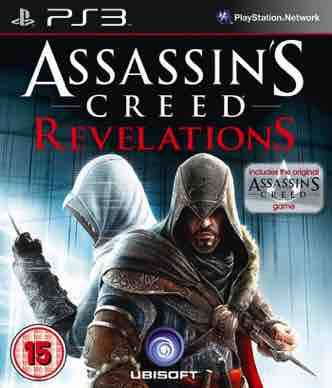 PS3
PlayStation Network
ASSASSIN'S
CREED
REVELATIONS
includes the original
ASSASSIN'S
CREED
game
15
UBISOFT